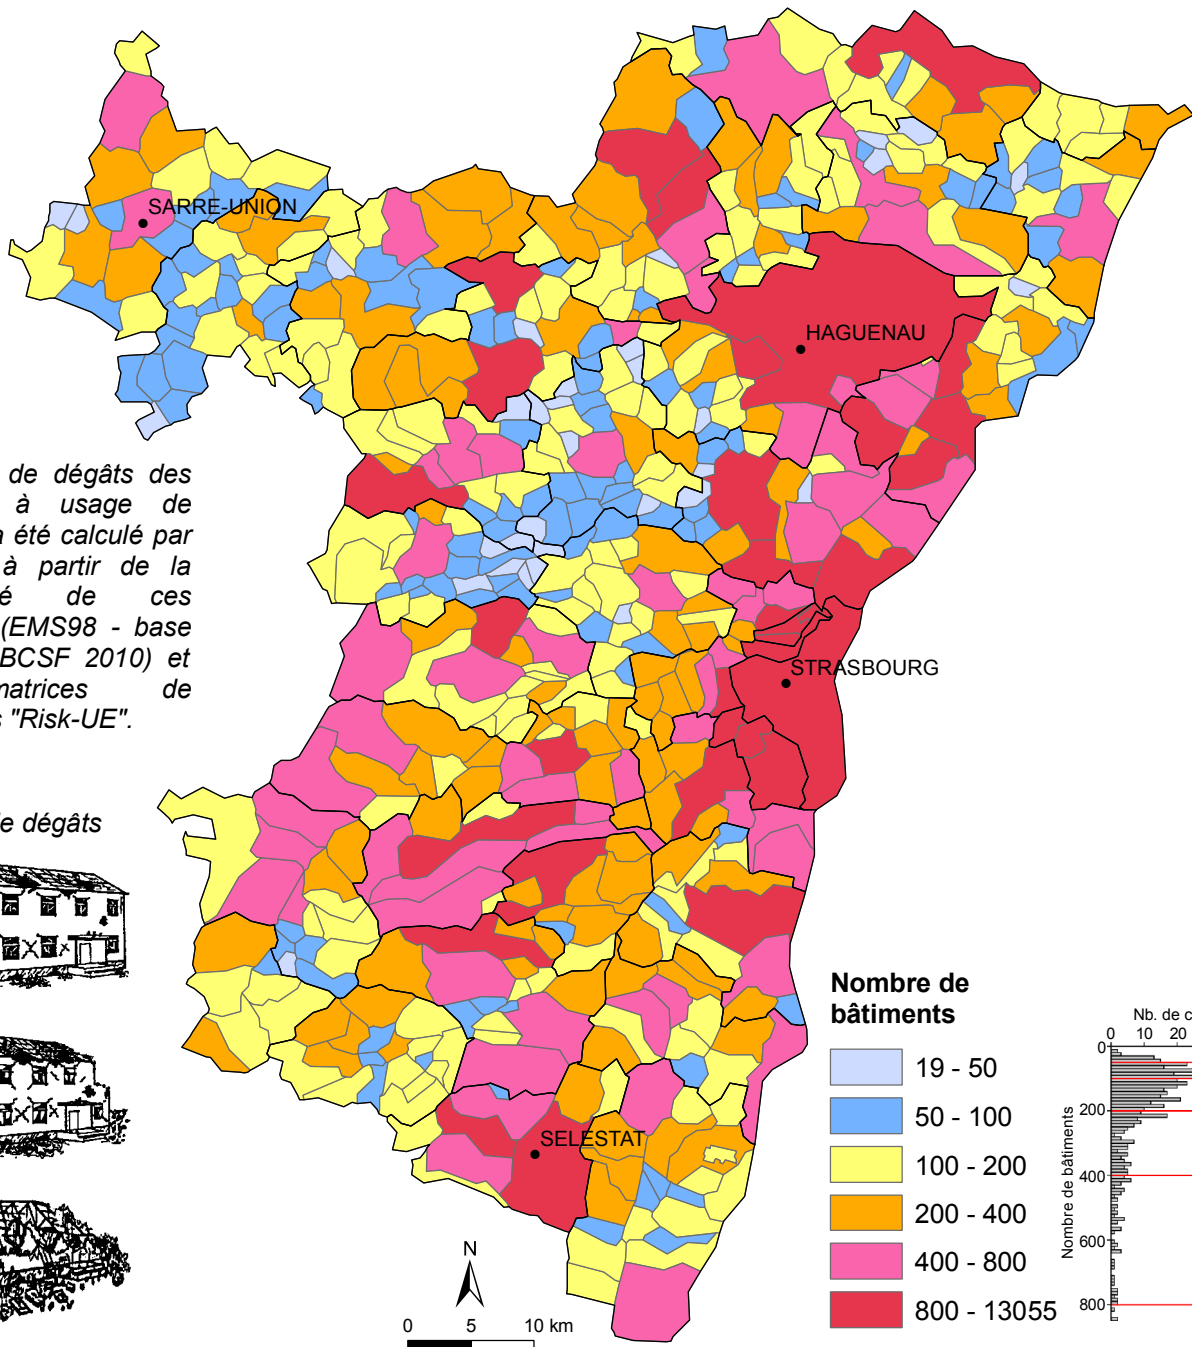 SARRE-UNION
HAGUENAU
de dégâts des
à usage de
a été calculé par
à partir de la
de ces
(EMS98 - base
BCSF 2010) et
de
"Risk-UE".
STRASBOURG
de dégâts
SELESTAT
Nombre de
bâtiments
19 - 50
50 - 100
100 - 200
200 - 400
400 - 800
800 - 13055
Nb. de c
0 10 20
0
200
400
600
800
Nombre de bâtiments
N
0 5 10 km